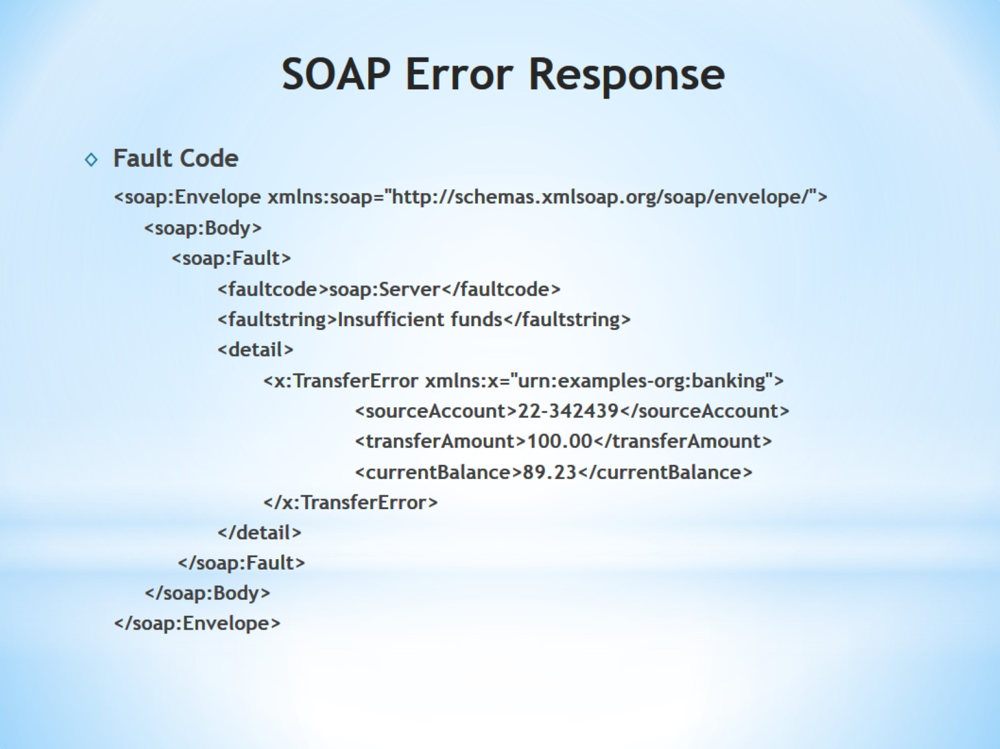 SOAP Error Response
◇ Fault Code
<soap:Envelope xmlns:soap="http://schemas.xmlsoap.org/soap/envelope/">
<soap:Body>
<soap:Fault>
<faultcode>soap:Server</faultcode>
<faultstring>Insufficient funds</faultstring>
<detail>
<x:TransferError xmlns:x="urn:examples-org:banking">
<sourceAccount>22-342439</sourceAccount>
<transferAmount>100.00</transferAmount>
<currentBalance>89.23</currentBalance>
</x:TransferError>
</detail>
</soap:Fault>
</soap:Body>
</soap:Envelope>